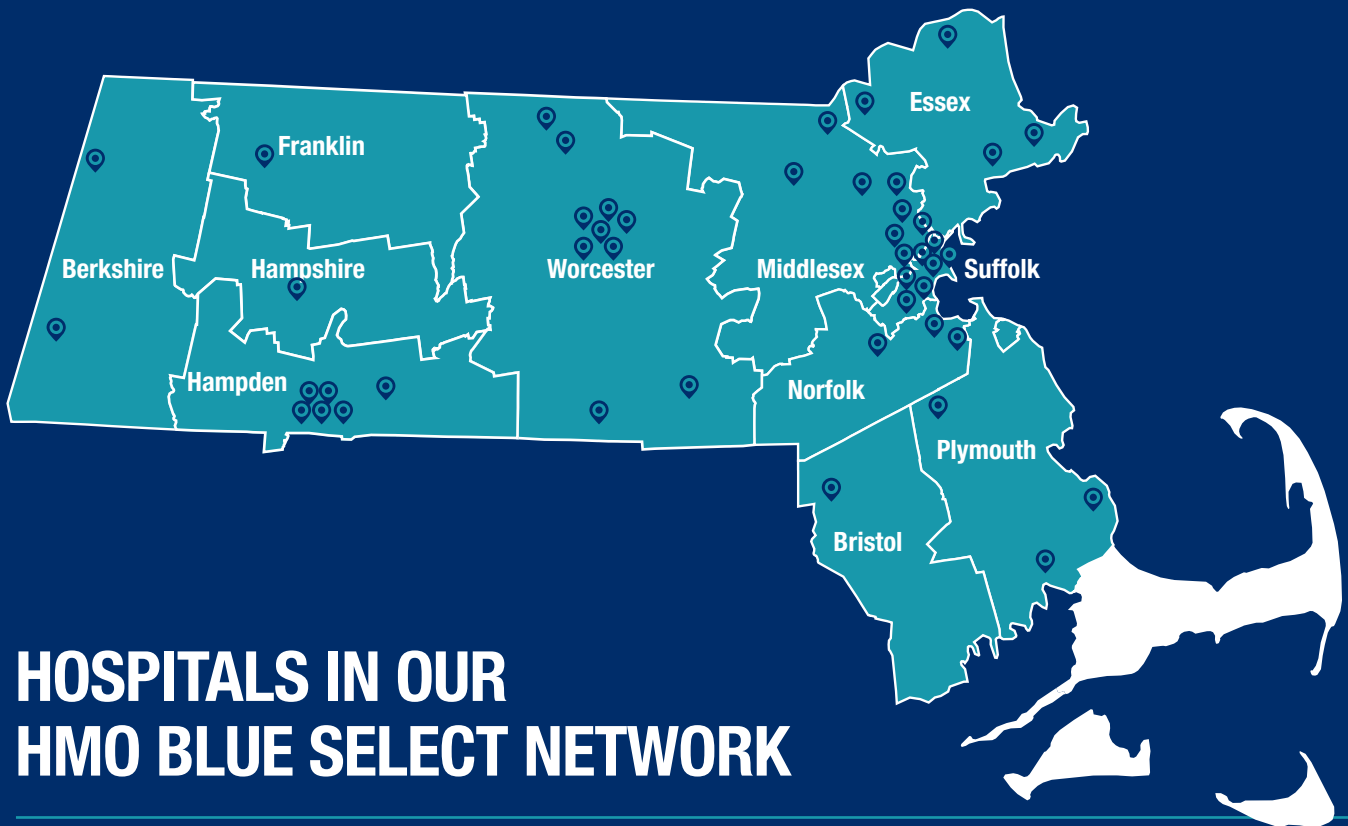 Essex
Franklin
Berkshire
Hampshire
Worcester
Middlesex
Suffolk
Hampden
Norfolk
Plymouth
Bristol
HOSPITALS IN OUR
HMO BLUE SELECT NETWORK